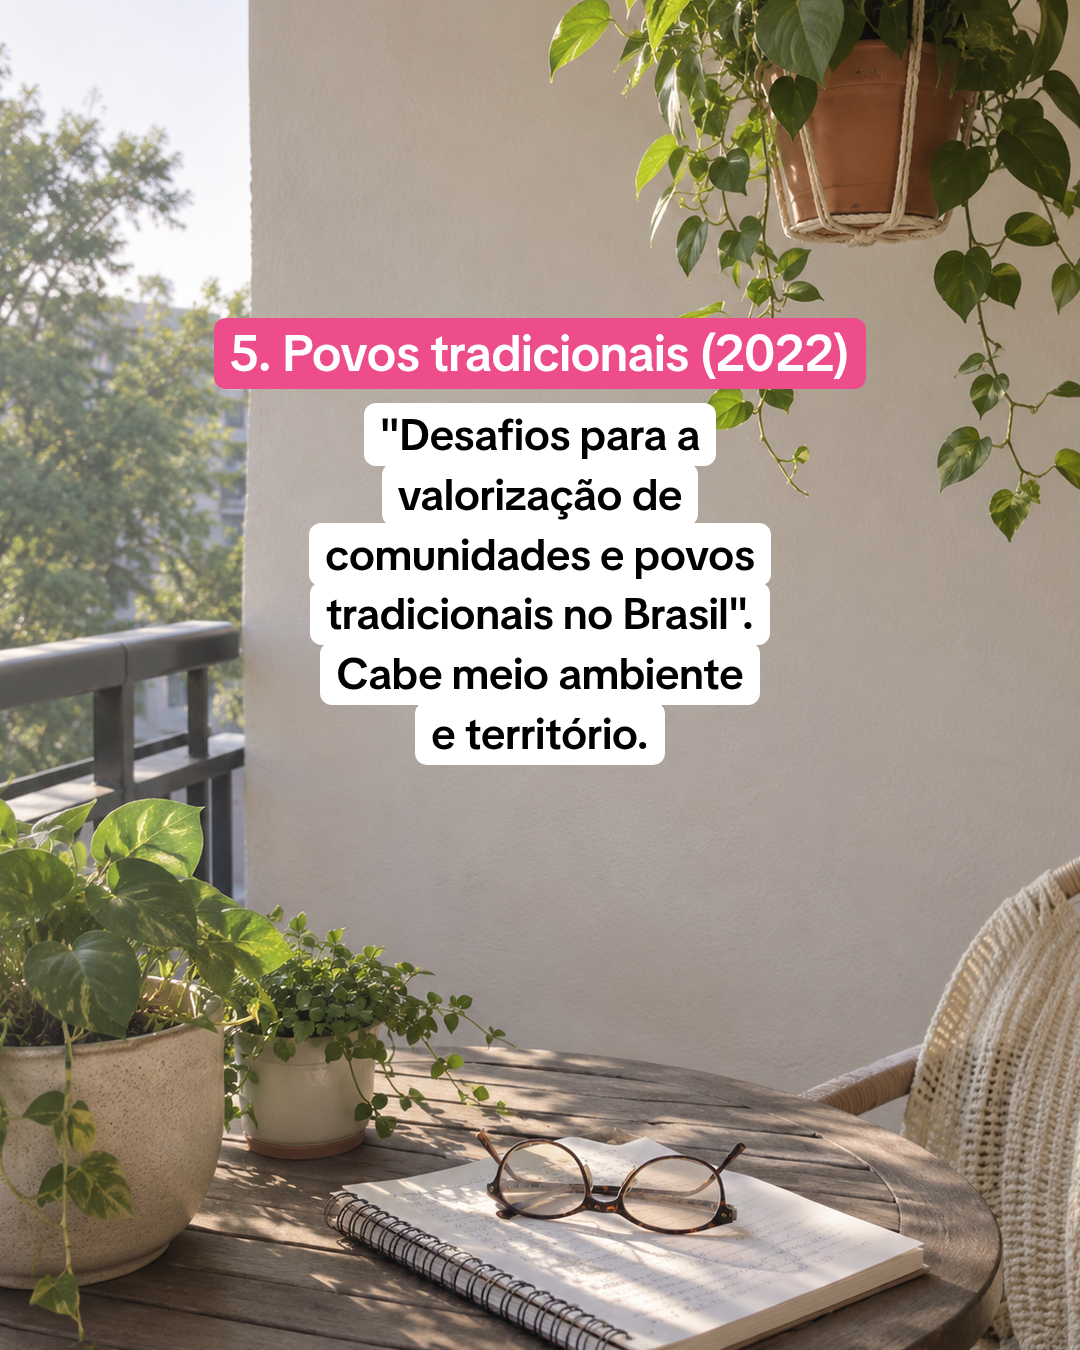 5. Povos tradicionais (2022)
"Desafios para a
valorização de
comunidades e povos
tradicionais no Brasil".
Cabe meio ambiente
e território.